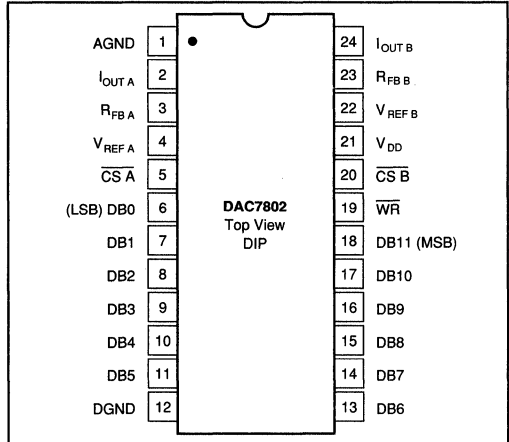 AGND 1 24 I OUT B
I OUT A 2 23 R FB B
R FB A 3 22 V REF B
V REF A 4 21 V DD
CS A 5 20 CS B
(LSB) DB0 6 DAC7802 19 WR
DB1 7 Top View 18 DB11 (MSB)
DB2 8 DIP 17 DB10
DB3 9 16 DB9
DB4 10 15 DB8
DB5 11 14 DB7
DGND 12 13 DB6